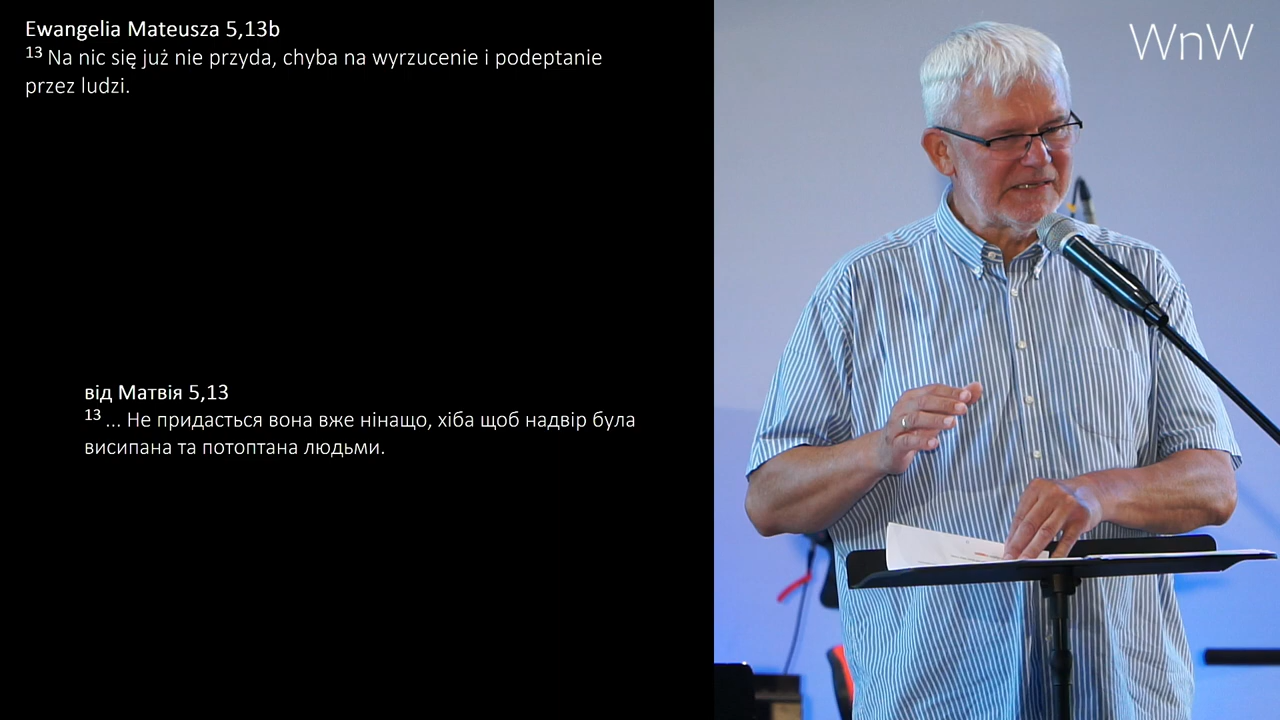 Ewangelia Mateusza 5,13b
13 Na nic się już nie przyda, chyba na wyrzucenie i podeptanie
przez ludzi.
від Матвія 5,13
13 ... Не придасться вона вже нінащо, хіба щоб надвір була
висипана та потоптана людьми.
WnW